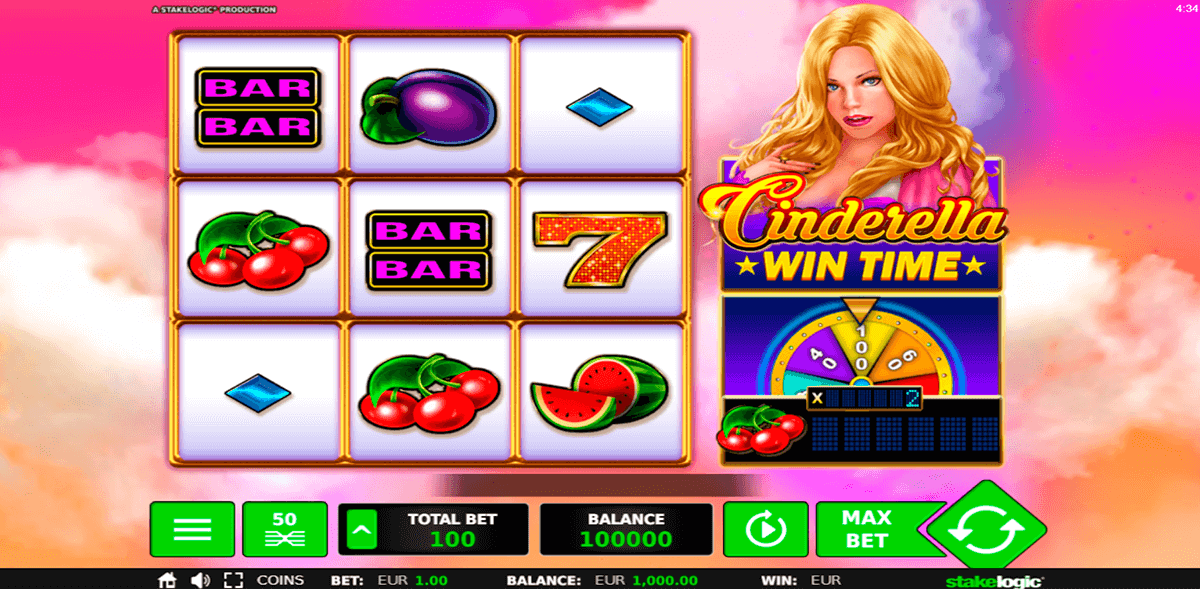 A STAKELOGIC® PRODUCTION
4:34
BAR
BAR
BAR
BAR
7
Cinderella
WIN TIME
40
100
60
X 2
50
TOTAL BET
100
BALANCE
100000
MAX
BET
COINS BET: EUR 1.00 BALANCE: EUR 1,000.00 WIN: EUR stakelogic®